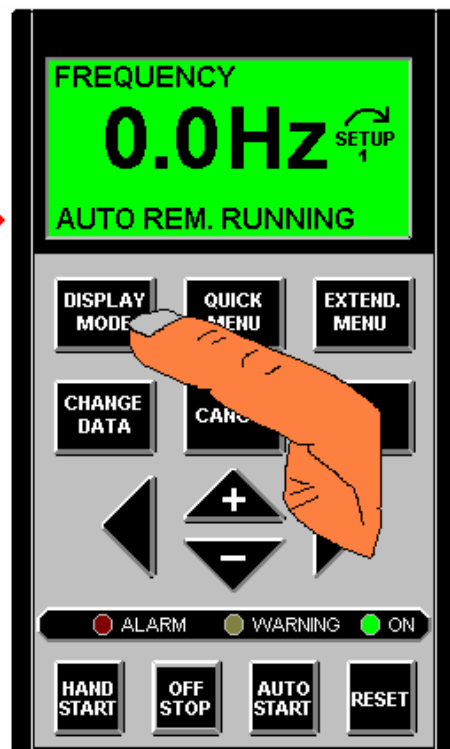 FREQUENCY
0.0Hz
SETUP
1
AUTO REM. RUNNING
DISPLAY
MODE
QUICK
MENU
EXTEND.
MENU
CHANGE
DATA
+
−
ALARM
WARNING
ON
HAND
START
OFF
STOP
AUTO
START
RESET